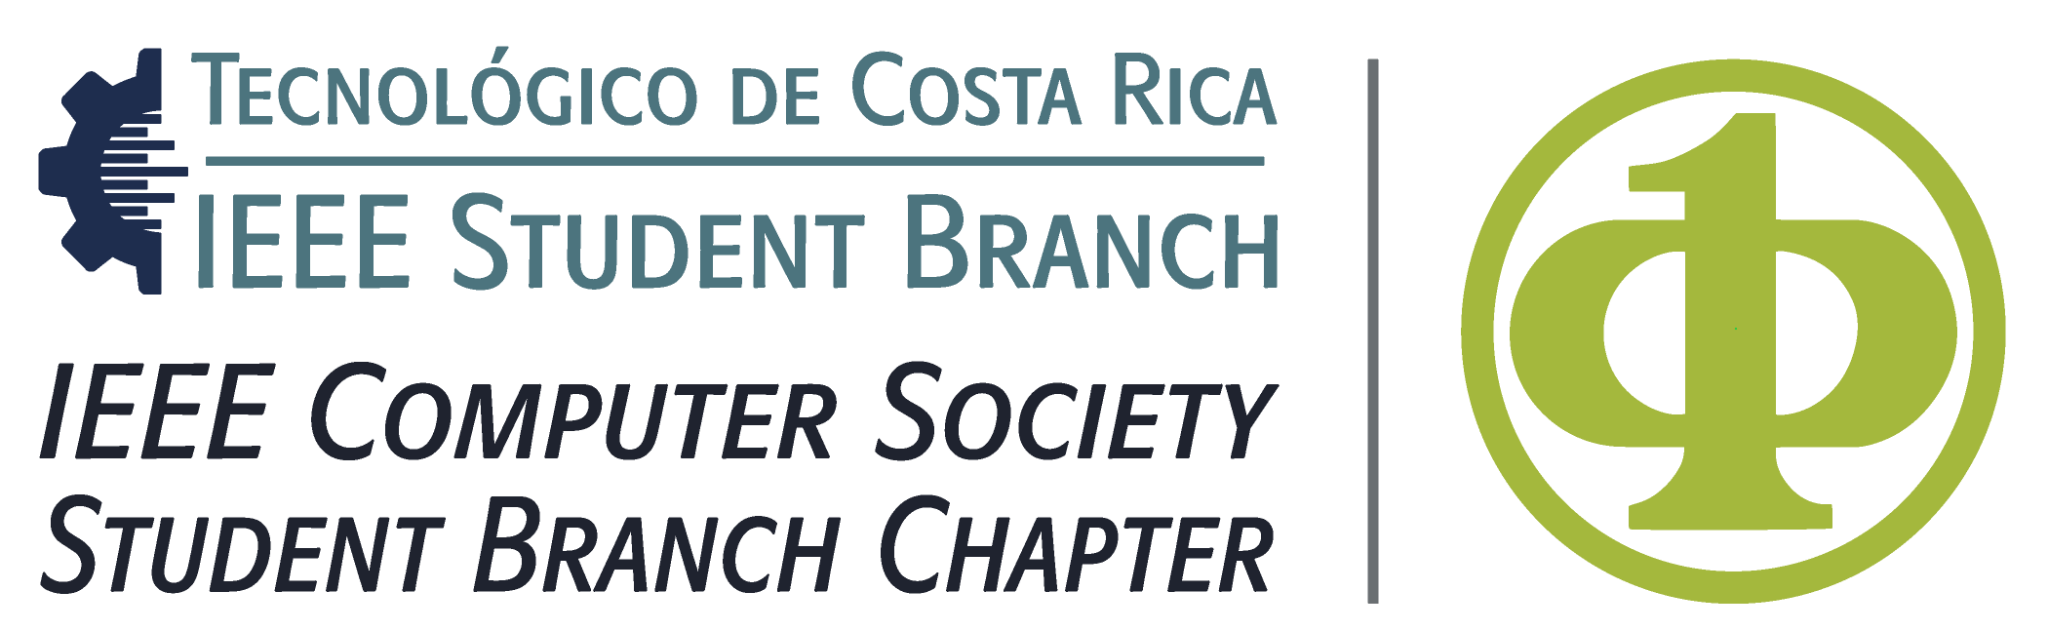 Tecnológico de Costa Rica
IEEE Student Branch
IEEE Computer Society
Student Branch Chapter